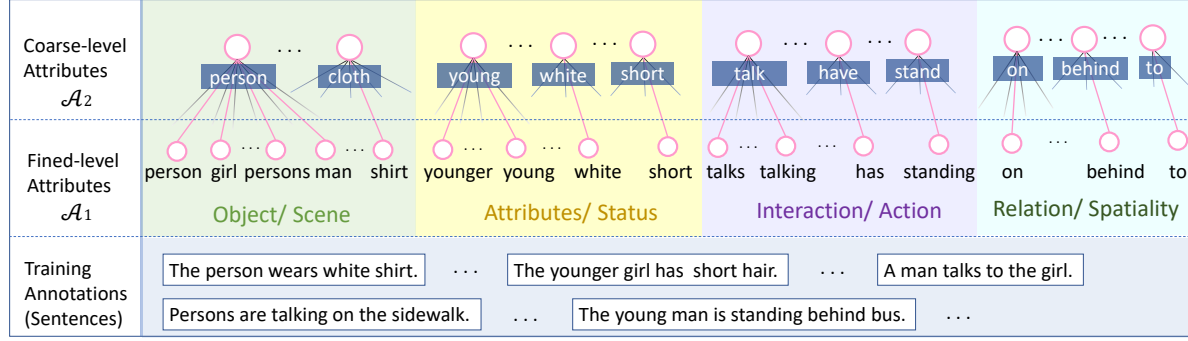 Coarse-level
Attributes
𝒜₂
person ... cloth
young ... white ... short
talk ... have ... stand
on behind ... to
Fined-level
Attributes
𝒜₁
person girl ... persons man ... shirt
younger ... young ... white short
talks ... talking ... has standing
on ... behind to
Object/ Scene
Attributes/ Status
Interaction/ Action
Relation/ Spatiality
Training
Annotations
(Sentences)
The person wears white shirt. ... The younger girl has short hair. ... A man talks to the girl.
Persons are talking on the sidewalk. ... The young man is standing behind bus. ...